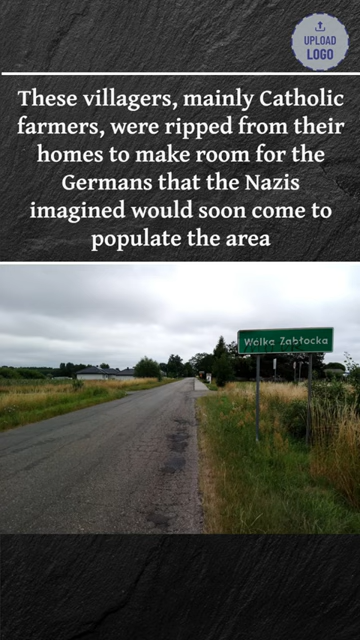 UPLOAD
LOGO
These villagers, mainly Catholic
farmers, were ripped from their
homes to make room for the
Germans that the Nazis
imagined would soon come to
populate the area
Wólka Zabłocka